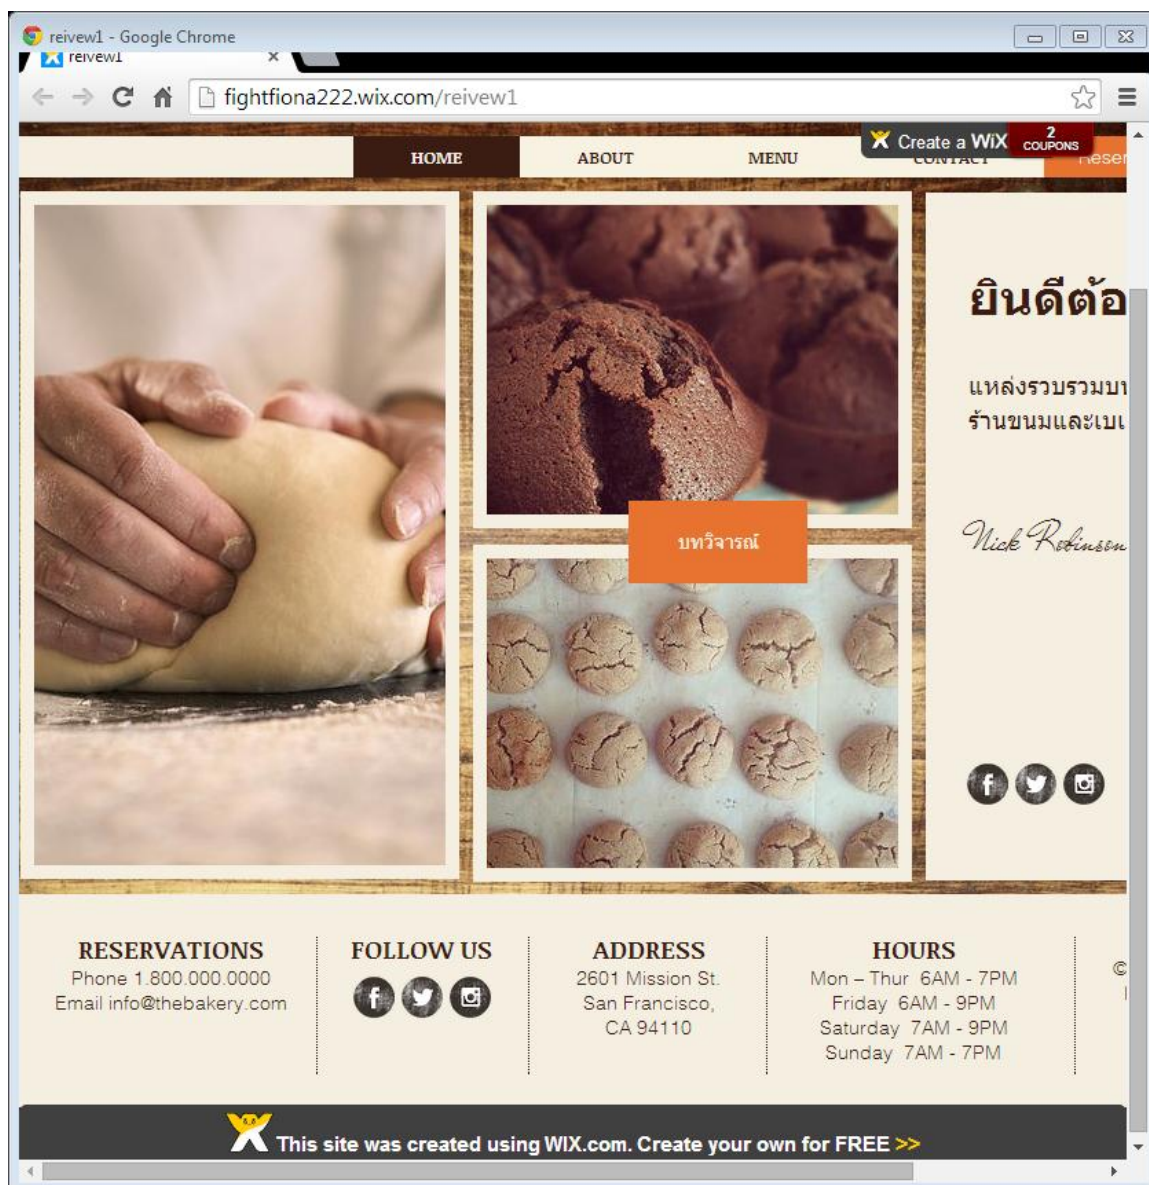 reivew1 - Google Chrome
reivew1
fightfiona222.wix.com/reivew1
Create a WiX
2
COUPONS
HOME
ABOUT
MENU
CONTACT
Reser
ยินดีต้อ
แหล่งรวบรวมบท
ร้านขนมและเบเ
Nick Robinson
บทวิจารณ์
RESERVATIONS
Phone 1.800.000.0000
Email info@thebakery.com
FOLLOW US
ADDRESS
2601 Mission St.
San Francisco,
CA 94110
HOURS
Mon – Thur 6AM - 7PM
Friday 6AM - 9PM
Saturday 7AM - 9PM
Sunday 7AM - 7PM
©
This site was created using WIX.com. Create your own for FREE >>